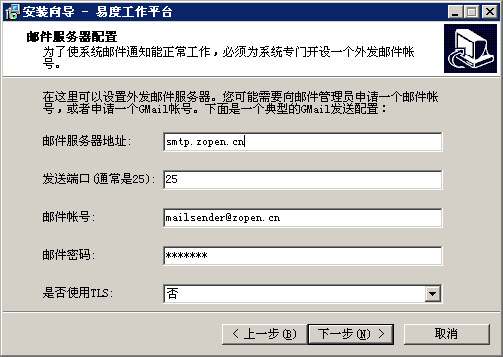 安装向导 - 易度工作平台
邮件服务器配置
为了使系统邮件通知能正常工作，必须为系统专门开设一个外发邮件帐
号。
在这里可以设置外发邮件服务器。您可能需要向邮件管理员申请一个邮件帐
号，或者申请一个GMail帐号。下面是一个典型的GMail发送配置：
邮件服务器地址: smtp.zopen.cn
发送端口(通常是25): 25
邮件帐号: mailsender@zopen.cn
邮件密码: *******
是否使用TLS: 否
< 上一步(B) 下一步(N) > 取消